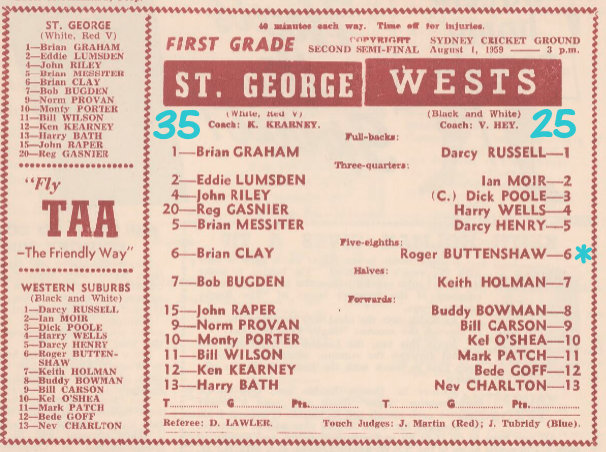 ST. GEORGE
(White, Red V)
1—Brian GRAHAM
2—Eddie LUMSDEN
4—John RILEY
5—Brian MESSITER
6—Brian CLAY
7—Bob BUGDEN
9—Norm PROVAN
10—Monty PORTER
11—Bill WILSON
12—Ken KEARNEY
13—Harry BATH
15—John RAPER
20—Reg GASNIER
"Fly
TAA
—The Friendly Way"
WESTERN SUBURBS
(Black and White)
1—Darcy RUSSELL
2—Ian MOIR
3—Dick POOLE
4—Harry WELLS
5—Darcy HENRY
6—Roger BUTTEN-
SHAW
7—Keith HOLMAN
8—Buddy BOWMAN
9—Bill CARSON
10—Kel O'SHEA
11—Mark PATCH
12—Bede GOFF
13—Nev CHARLTON
40 minutes each way. Time off for injuries.
FIRST GRADE COPYRIGHT SYDNEY CRICKET GROUND
SECOND SEMI-FINAL August 1, 1959 —— 3 p.m.
ST. GEORGE WESTS
(White, Red V) (Black and White)
35 Coach: K. KEARNEY. Coach: V. HEY. 25
Full-backs:
1—Brian GRAHAM Darcy RUSSELL—1
Three-quarters:
2—Eddie LUMSDEN Ian MOIR—2
4—John RILEY (C.) Dick POOLE—3
20—Reg GASNIER Harry WELLS—4
5—Brian MESSITER Darcy HENRY—5
Five-eighths:
6—Brian CLAY Roger BUTTENSHAW—6 *
Halves:
7—Bob BUGDEN Keith HOLMAN—7
Forwards:
15—John RAPER Buddy BOWMAN—8
9—Norm PROVAN Bill CARSON—9
10—Monty PORTER Kel O'SHEA—10
11—Bill WILSON Mark PATCH—11
12—Ken KEARNEY Bede GOFF—12
13—Harry BATH Nev CHARLTON—13
T............ G............ Pts............ T............ G............ Pts............
Referee: D. LAWLER. Touch Judges: J. Martin (Red); J. Tubridy (Blue).